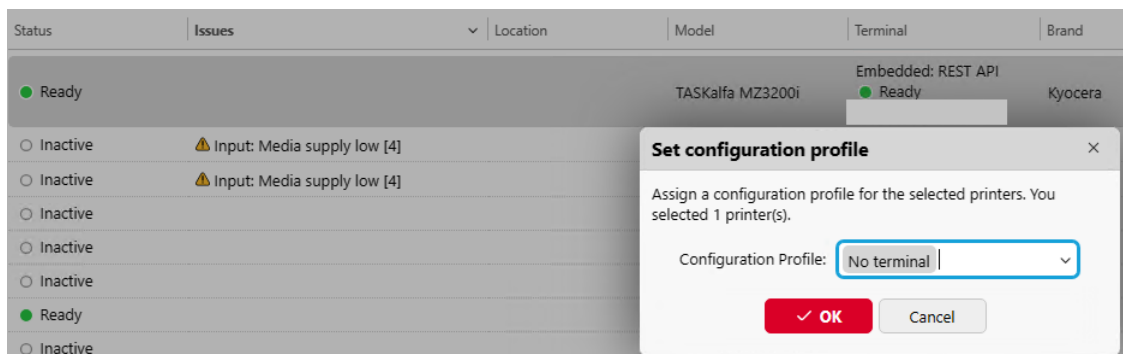 Status Issues Location Model Terminal Brand
Embedded: REST API
Ready TASKalfa MZ3200i Ready Kyocera
Inactive Input: Media supply low [4]
Inactive Input: Media supply low [4]
Inactive
Inactive
Inactive
Ready
Inactive
Set configuration profile
Assign a configuration profile for the selected printers. You
selected 1 printer(s).
Configuration Profile: No terminal
OK Cancel